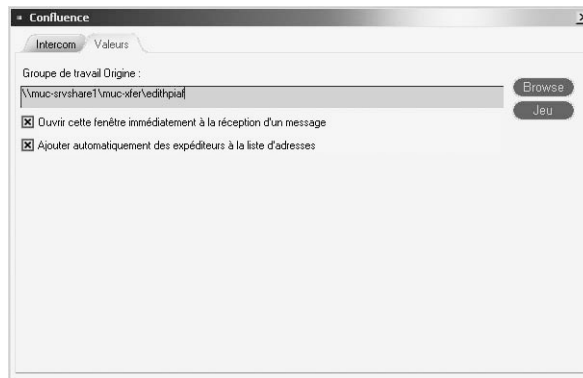 Confluence
Intercom Valeurs
Groupe de travail Origine :
\\muc-srvshare1\muc-xfer\edithpiaf
Browse
Ouvrir cette fenêtre immédiatement à la réception d'un message
Jeu
Ajouter automatiquement des expéditeurs à la liste d'adresses